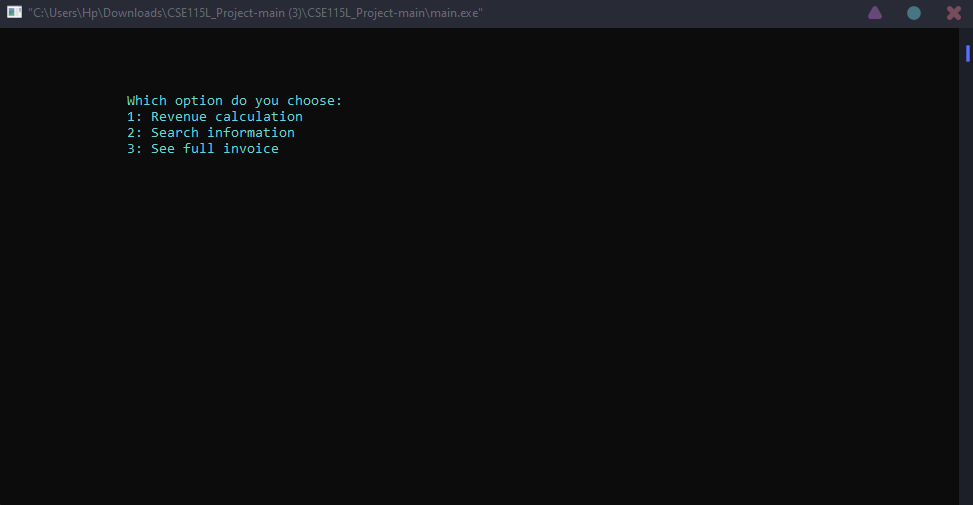 "C:\Users\Hp\Downloads\CSE115L_Project-main (3)\CSE115L_Project-main\main.exe"
Which option do you choose:
1: Revenue calculation
2: Search information
3: See full invoice